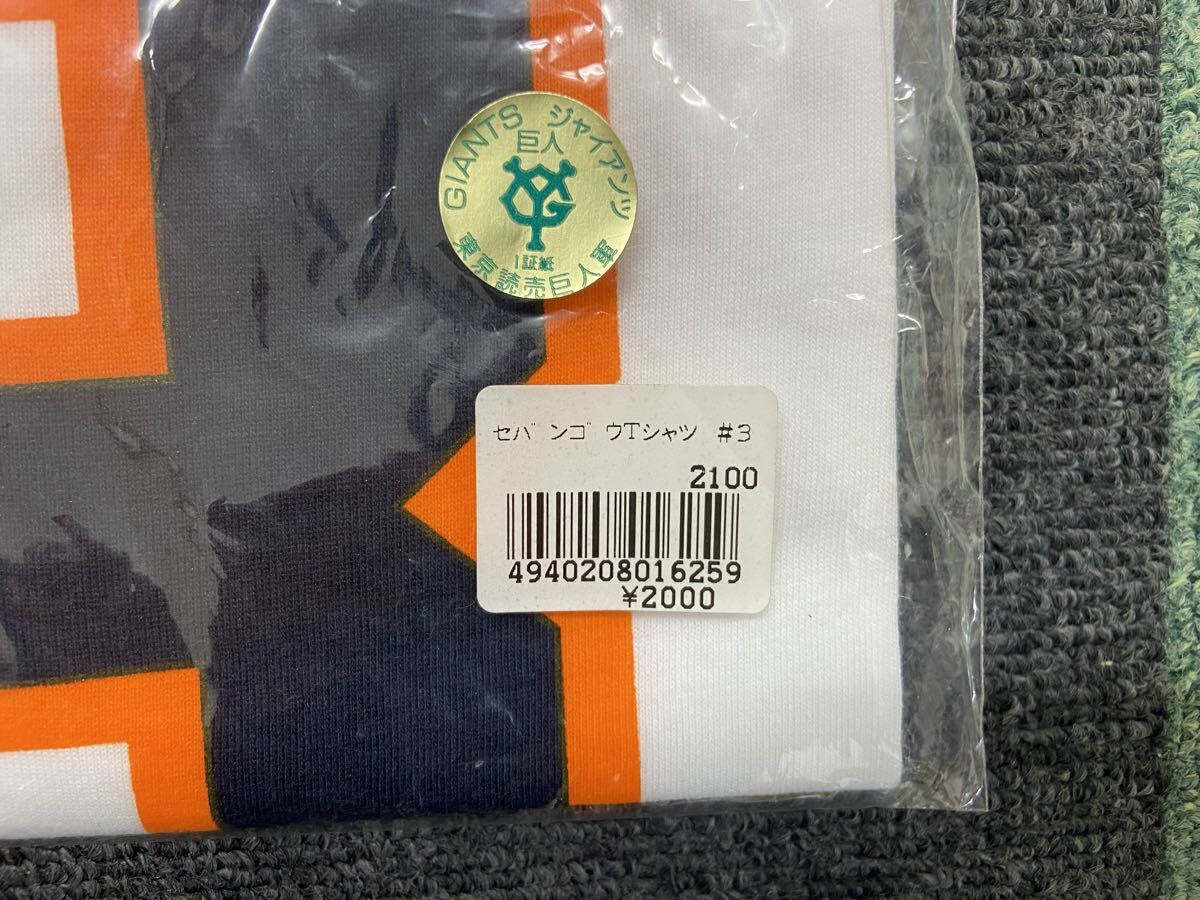 GIANTS ジャイアンツ
巨人
YG
証紙
東京読売巨人軍
セバンゴウTシャツ #3
2100
4940208016259
¥2000